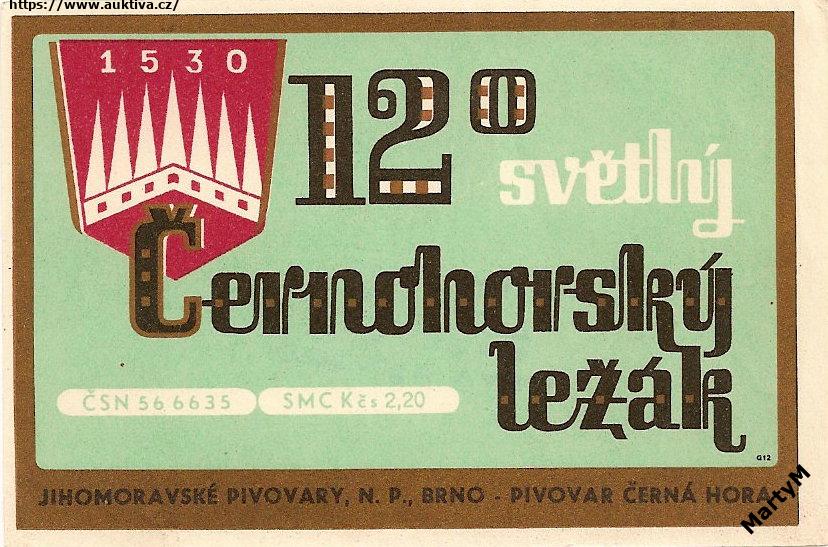 https://www.auktiva.cz/
1530
12°
světlý
Černohorský
ležák
ČSN 56 6635
SMC Kčs 2,20
G12
JIHOMORAVSKÉ PIVOVARY, N. P., BRNO - PIVOVAR ČERNÁ HORA
MartyM